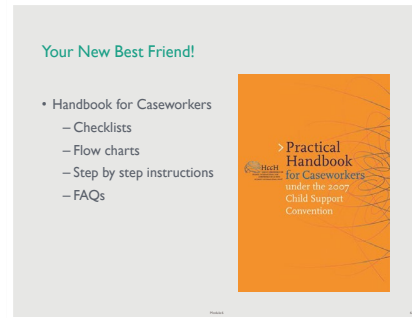 Your New Best Friend!
• Handbook for Caseworkers
– Checklists
– Flow charts
– Step by step instructions
– FAQs
HccH
> Practical
Handbook
for Caseworkers
under the 2007
Child Support
Convention